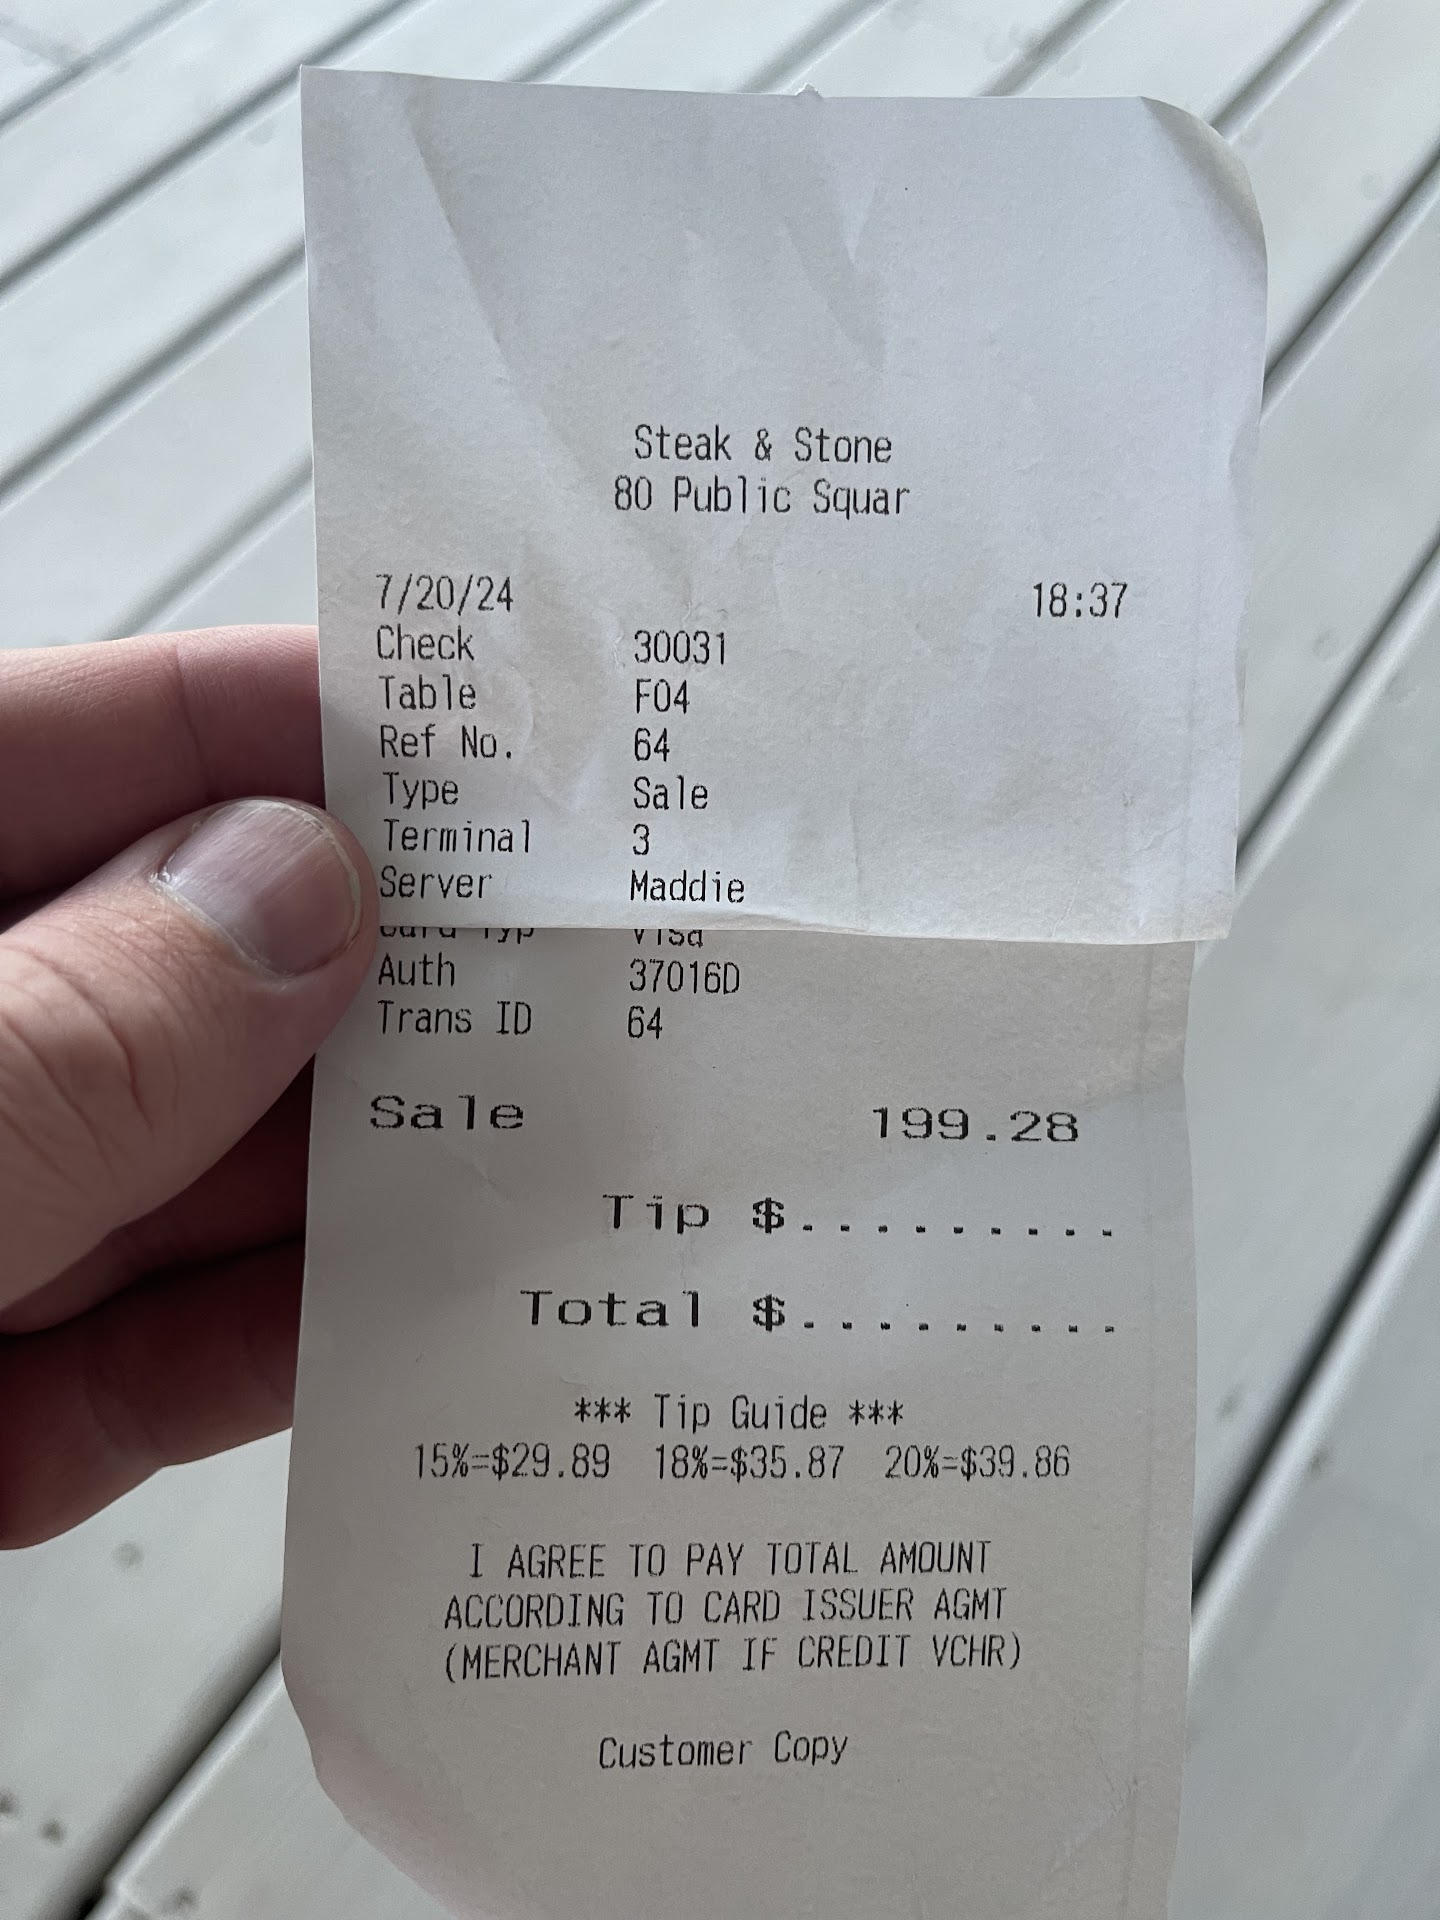 Steak & Stone
80 Public Squar
7/20/24 18:37
Check 30031
Table F04
Ref No. 64
Type Sale
Terminal 3
Server Maddie
Card Typ Visa
Auth 37016D
Trans ID 64
Sale 199.28
Tip $.........
Total $.........
*** Tip Guide ***
15%=$29.89 18%=$35.87 20%=$39.86
I AGREE TO PAY TOTAL AMOUNT
ACCORDING TO CARD ISSUER AGMT
(MERCHANT AGMT IF CREDIT VCHR)
Customer Copy